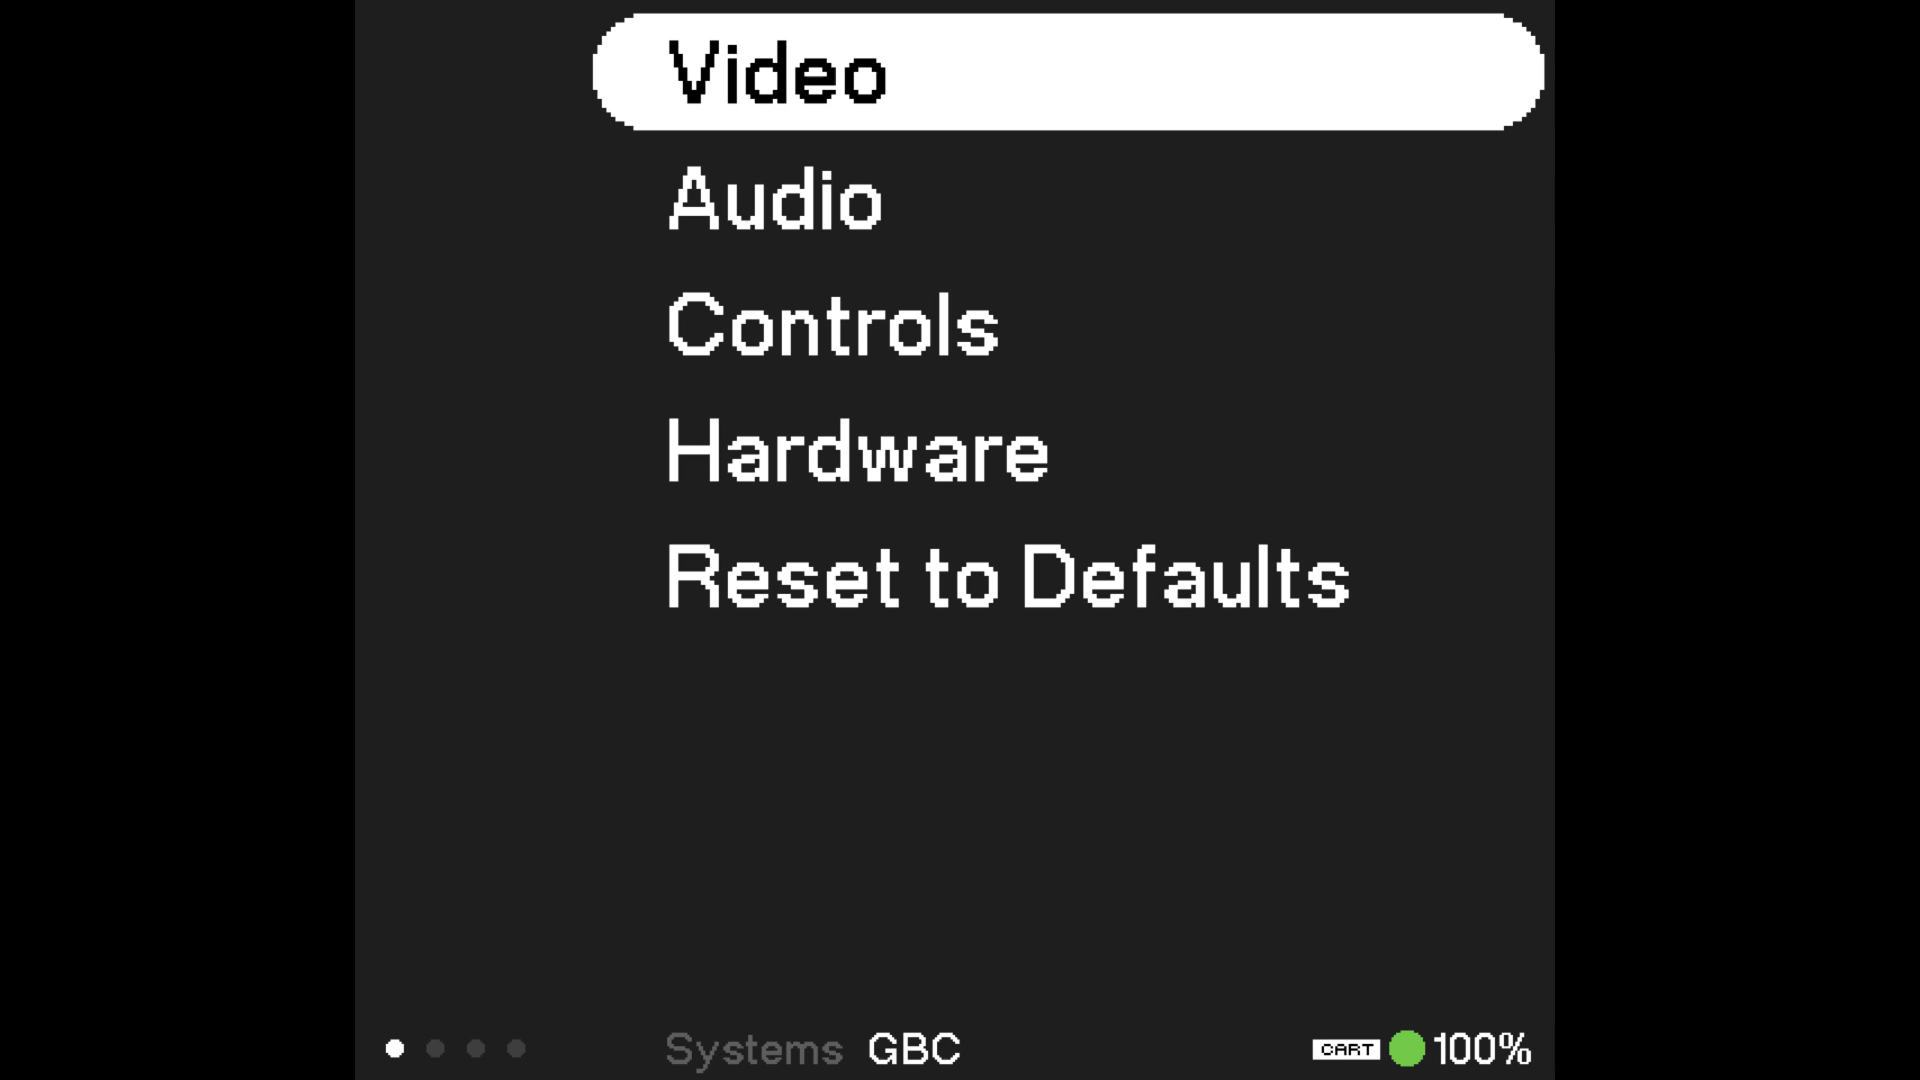 Video
Audio
Controls
Hardware
Reset to Defaults
Systems GBC CART 100%